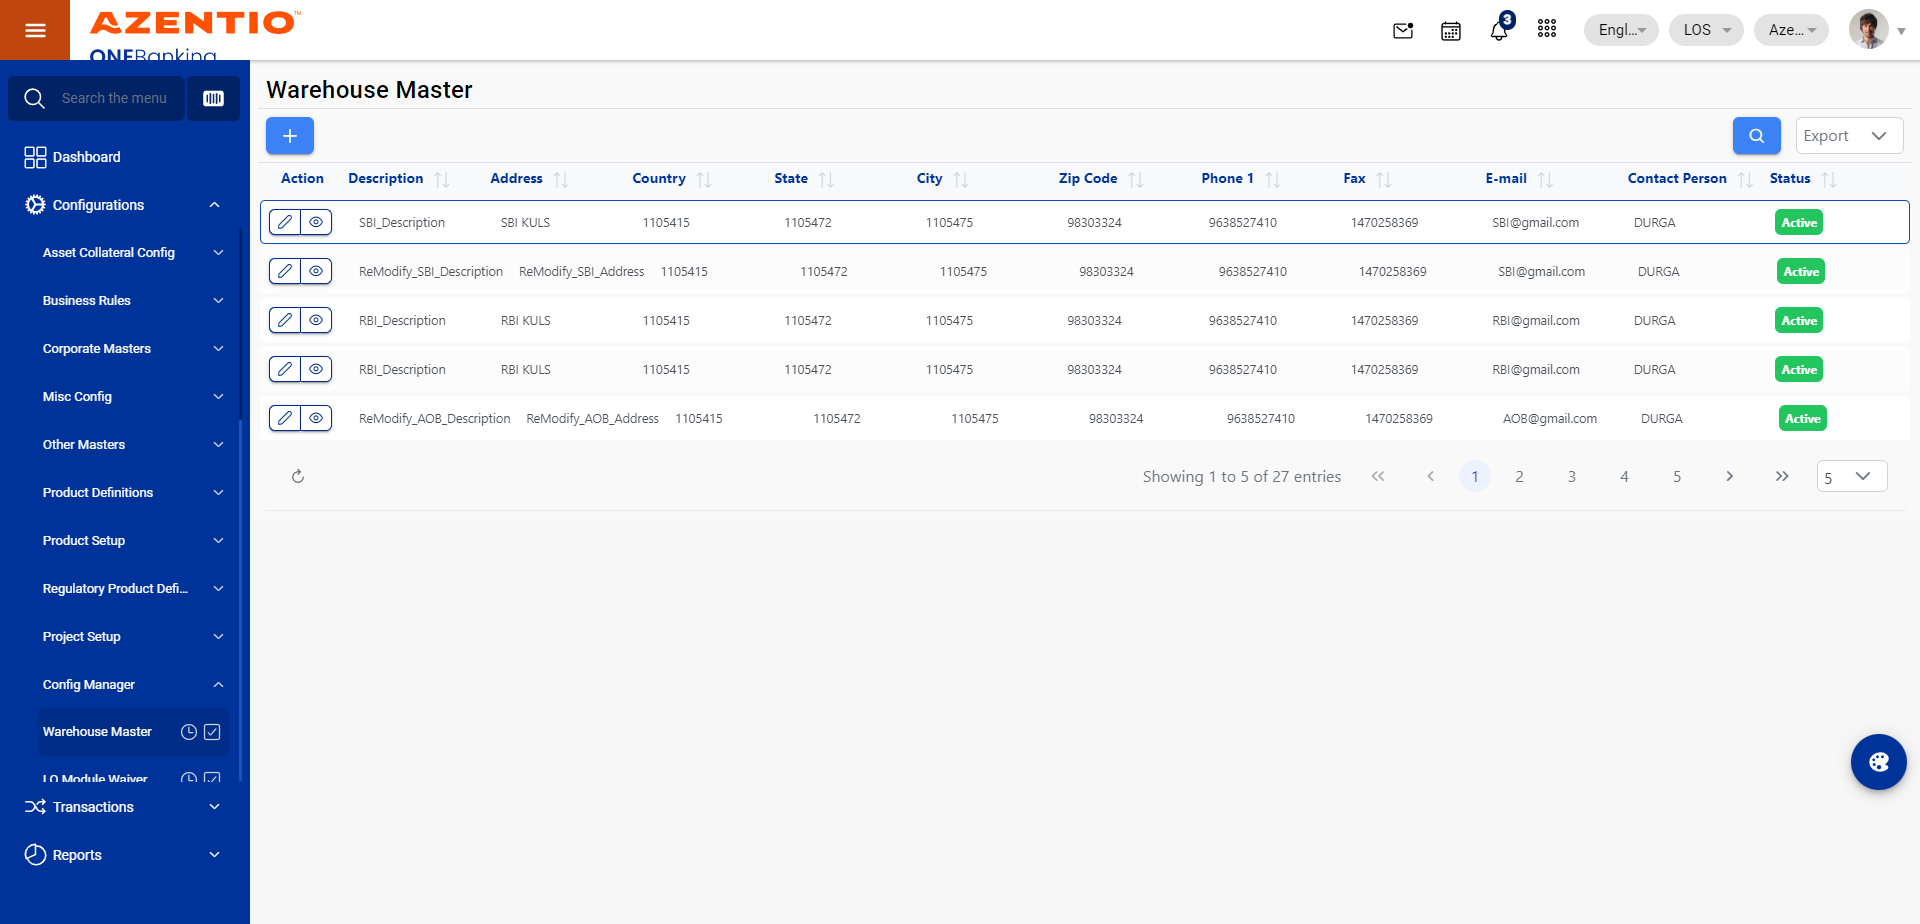 AZENTIO™
ONEBanking
3
Engl...
LOS
Aze...
Search the menu
Dashboard
Configurations
Asset Collateral Config
Business Rules
Corporate Masters
Misc Config
Other Masters
Product Definitions
Product Setup
Regulatory Product Defi...
Project Setup
Config Manager
Warehouse Master
LO Module Waiver
Transactions
Reports
Warehouse Master
Export
Action Description Address Country State City Zip Code Phone 1 Fax E-mail Contact Person Status
SBI_Description SBI KULS 1105415 1105472 1105475 98303324 9638527410 1470258369 SBI@gmail.com DURGA Active
ReModify_SBI_Description ReModify_SBI_Address 1105415 1105472 1105475 98303324 9638527410 1470258369 SBI@gmail.com DURGA Active
RBI_Description RBI KULS 1105415 1105472 1105475 98303324 9638527410 1470258369 RBI@gmail.com DURGA Active
RBI_Description RBI KULS 1105415 1105472 1105475 98303324 9638527410 1470258369 RBI@gmail.com DURGA Active
ReModify_AOB_Description ReModify_AOB_Address 1105415 1105472 1105475 98303324 9638527410 1470258369 AOB@gmail.com DURGA Active
Showing 1 to 5 of 27 entries 1 2 3 4 5 5